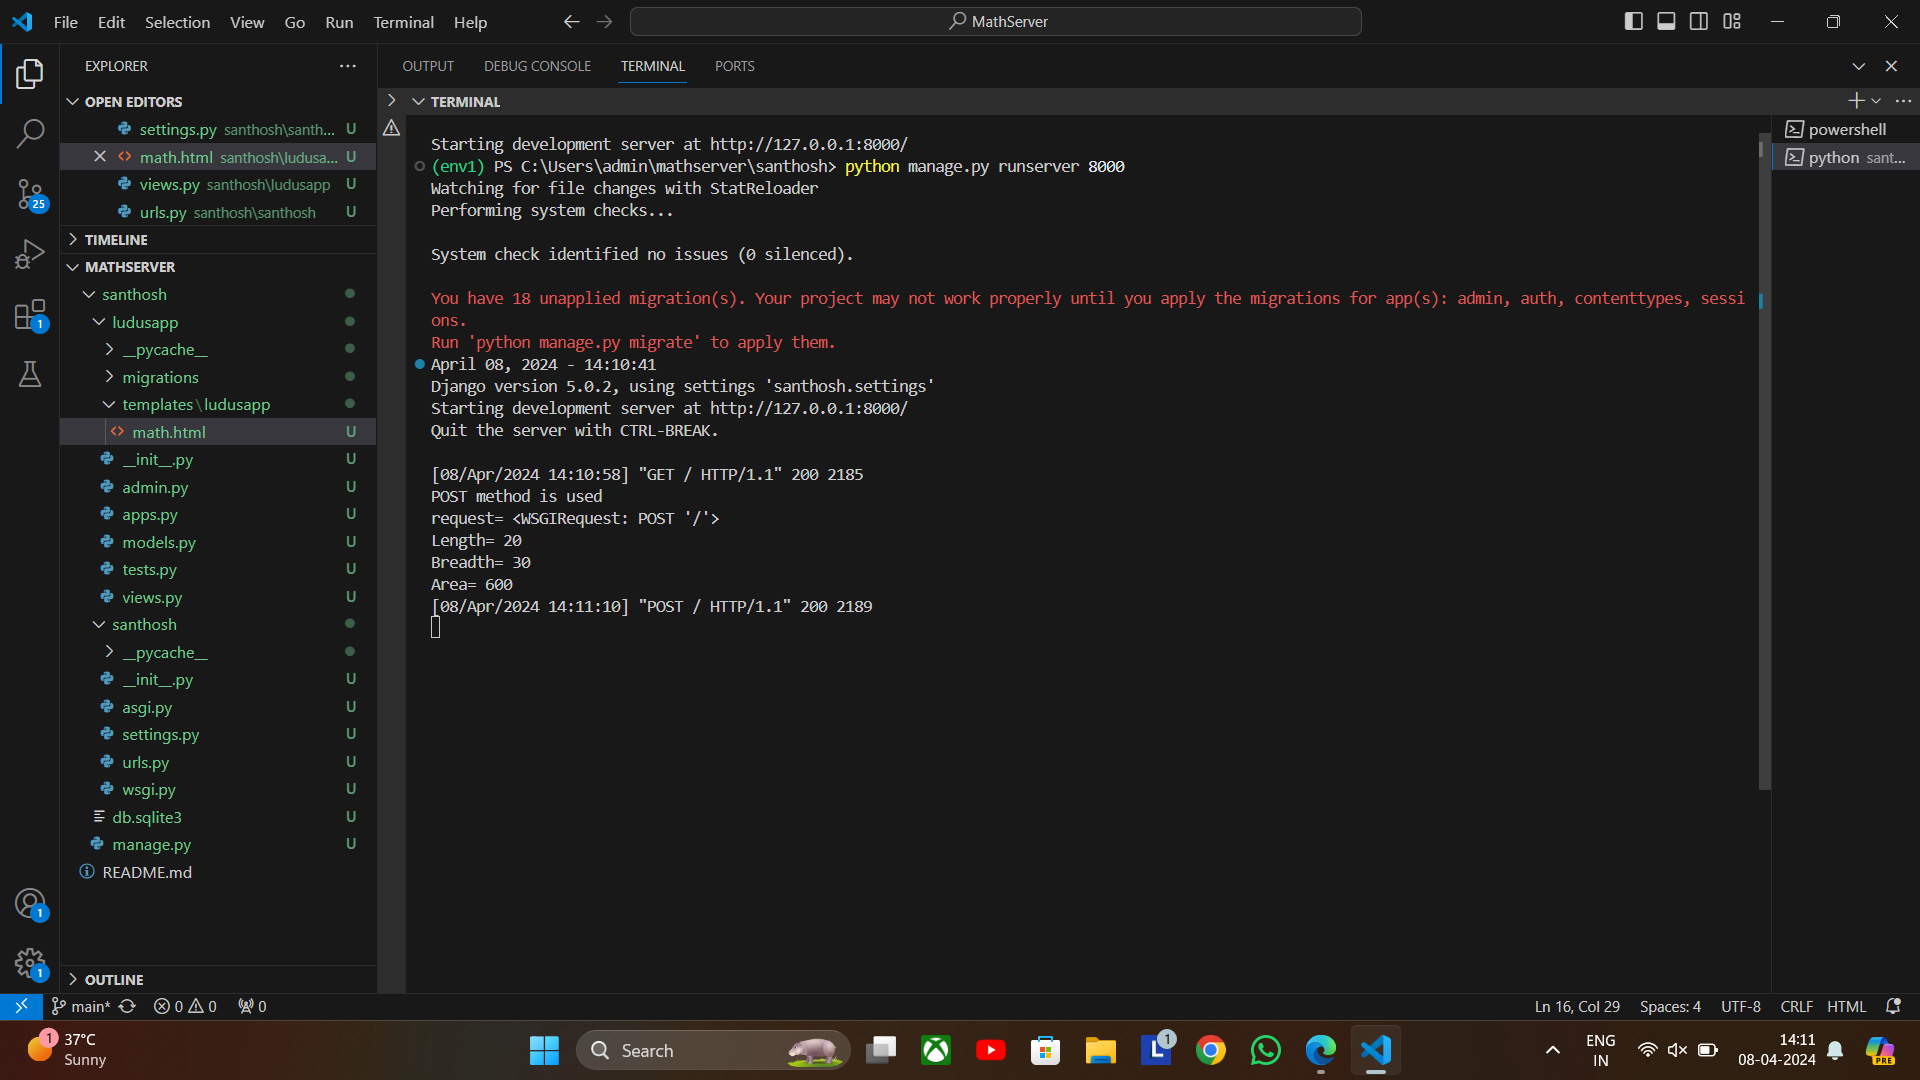 File Edit Selection View Go Run Terminal Help
MathServer
EXPLORER
OPEN EDITORS
settings.py santhosh\santh... U
math.html santhosh\ludusa... U
views.py santhosh\ludusapp U
urls.py santhosh\santhosh U
TIMELINE
MATHSERVER
santhosh
ludusapp
__pycache__
migrations
templates\ludusapp
math.html U
__init__.py U
admin.py U
apps.py U
models.py U
tests.py U
views.py U
santhosh
__pycache__
__init__.py U
asgi.py U
settings.py U
urls.py U
wsgi.py U
db.sqlite3 U
manage.py U
README.md
OUTLINE
25
1
1
1
OUTPUT DEBUG CONSOLE TERMINAL PORTS
TERMINAL
Starting development server at http://127.0.0.1:8000/
(env1) PS C:\Users\admin\mathserver\santhosh> python manage.py runserver 8000
Watching for file changes with StatReloader
Performing system checks...
System check identified no issues (0 silenced).
You have 18 unapplied migration(s). Your project may not work properly until you apply the migrations for app(s): admin, auth, contenttypes, sessi
ons.
Run 'python manage.py migrate' to apply them.
April 08, 2024 - 14:10:41
Django version 5.0.2, using settings 'santhosh.settings'
Starting development server at http://127.0.0.1:8000/
Quit the server with CTRL-BREAK.
[08/Apr/2024 14:10:58] "GET / HTTP/1.1" 200 2185
POST method is used
request= <WSGIRequest: POST '/'>
Length= 20
Breadth= 30
Area= 600
[08/Apr/2024 14:11:10] "POST / HTTP/1.1" 200 2189
powershell
python sant...
main* 0 0 0
Ln 16, Col 29 Spaces: 4 UTF-8 CRLF HTML
1
37°C
Sunny
Search
L 1
ENG
IN
14:11
08-04-2024
PRE